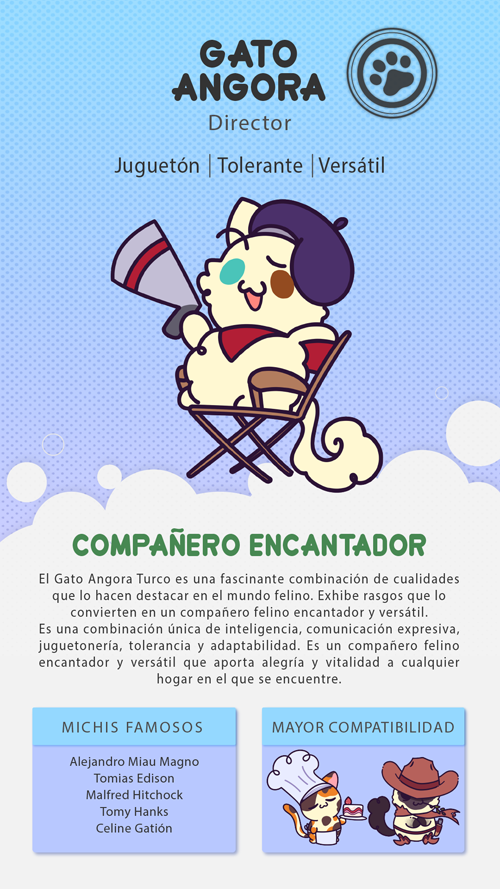 GATO
ANGORA
Director
Juguetón | Tolerante | Versátil
COMPAÑERO ENCANTADOR
El Gato Angora Turco es una fascinante combinación de cualidades
que lo hacen destacar en el mundo felino. Exhibe rasgos que lo
convierten en un compañero felino encantador y versátil.
Es una combinación única de inteligencia, comunicación expresiva,
juguetonería, tolerancia y adaptabilidad. Es un compañero felino
encantador y versátil que aporta alegría y vitalidad a cualquier
hogar en el que se encuentre.
MICHIS FAMOSOS
Alejandro Miau Magno
Tomias Edison
Malfred Hitchock
Tomy Hanks
Celine Gatión
MAYOR COMPATIBILIDAD